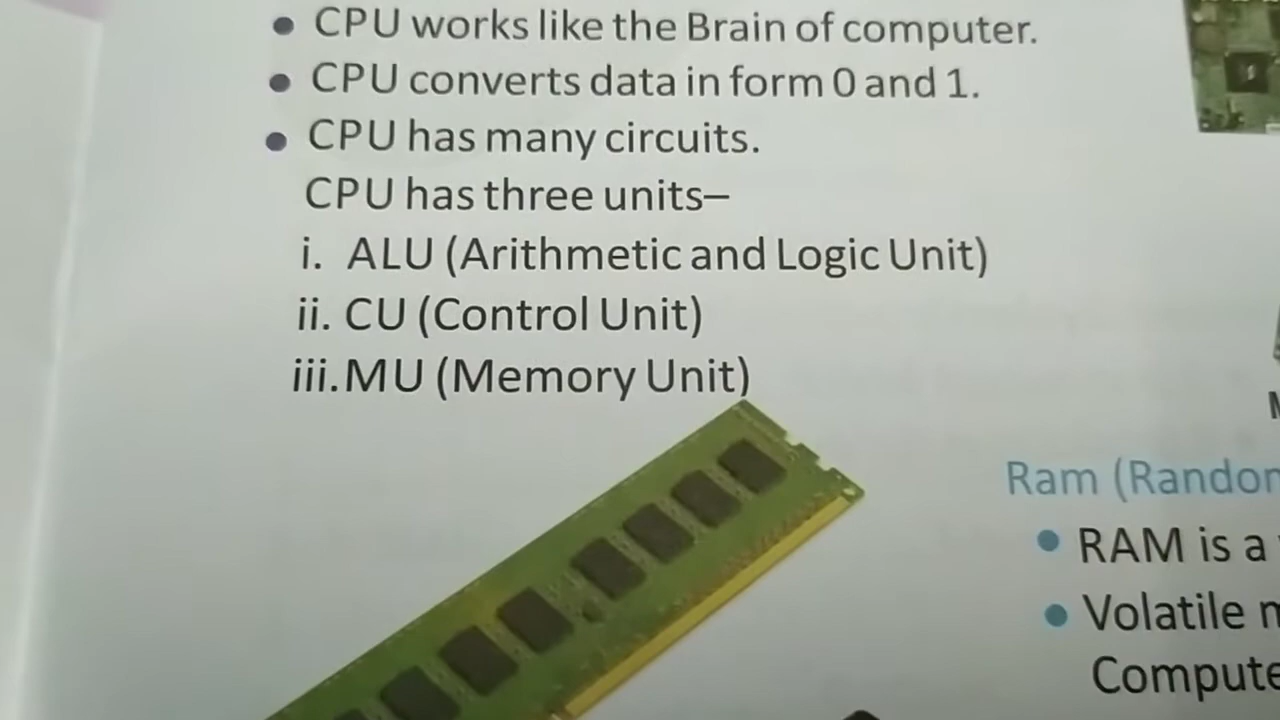 • CPU works like the Brain of computer.
• CPU converts data in form 0 and 1.
• CPU has many circuits.
CPU has three units–
i. ALU (Arithmetic and Logic Unit)
ii. CU (Control Unit)
iii. MU (Memory Unit)
Ram
• RAM is a
• Volatile